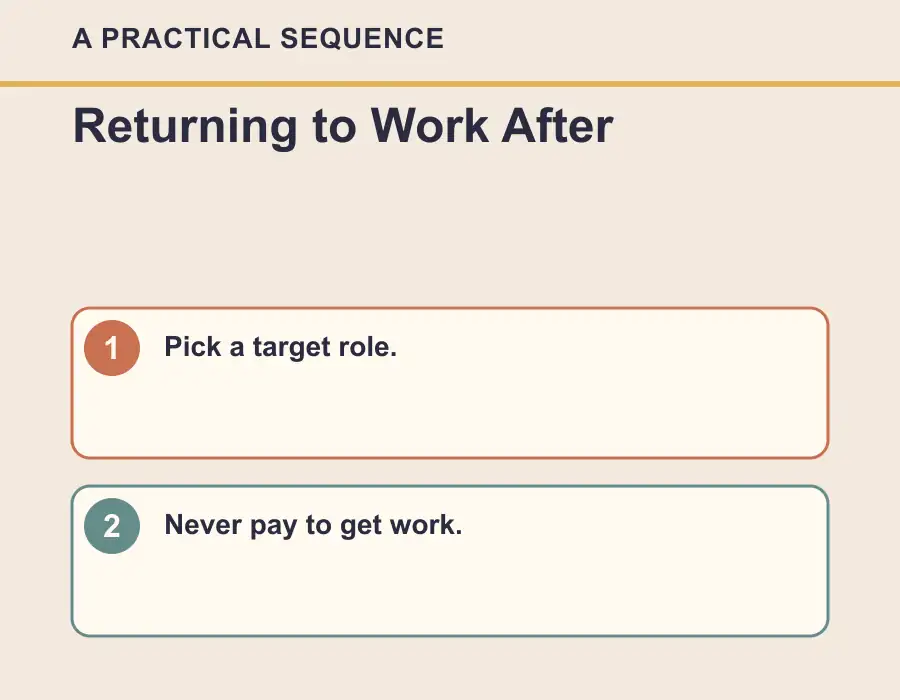 A PRACTICAL SEQUENCE
Returning to Work After
1
Pick a target role.
2
Never pay to get work.